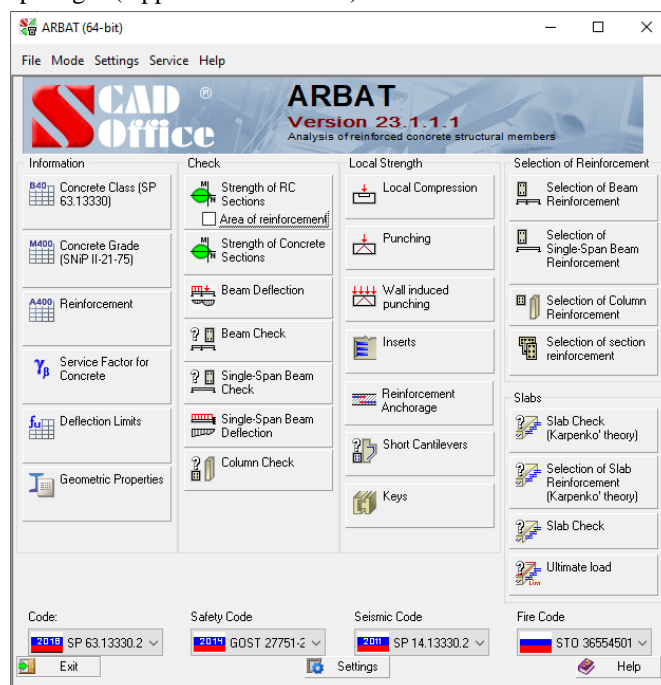 ARBAT (64-bit)
File Mode Settings Service Help
SCAD ®
Office
ARBAT
Version 23.1.1.1
Analysis of reinforced concrete structural members
Information
B40
Concrete Class (SP
63.13330)
M400
Concrete Grade
(SNiP II-21-75)
A400
Reinforcement
γβ
Service Factor for
Concrete
fu
Deflection Limits
Geometric Properties
Check
Strength of RC
Sections
Area of reinforcement
Strength of Concrete
Sections
Beam Deflection
Beam Check
Single-Span Beam
Check
Single-Span Beam
Deflection
Column Check
Local Strength
Local Compression
Punching
Wall induced
punching
Inserts
Reinforcement
Anchorage
Short Cantilevers
Keys
Selection of Reinforcement
Selection of Beam
Reinforcement
Selection of
Single-Span Beam
Reinforcement
Selection of Column
Reinforcement
Selection of section
reinforcement
Slabs
Slab Check
(Karpenko' theory)
Selection of Slab
Reinforcement
(Karpenko' theory)
Slab Check
Ultimate load
Code:
2018 SP 63.13330.2
Safety Code
2014 GOST 27751-2
Seismic Code
2011 SP 14.13330.2
Fire Code
STO 36554501
Exit
Settings
Help